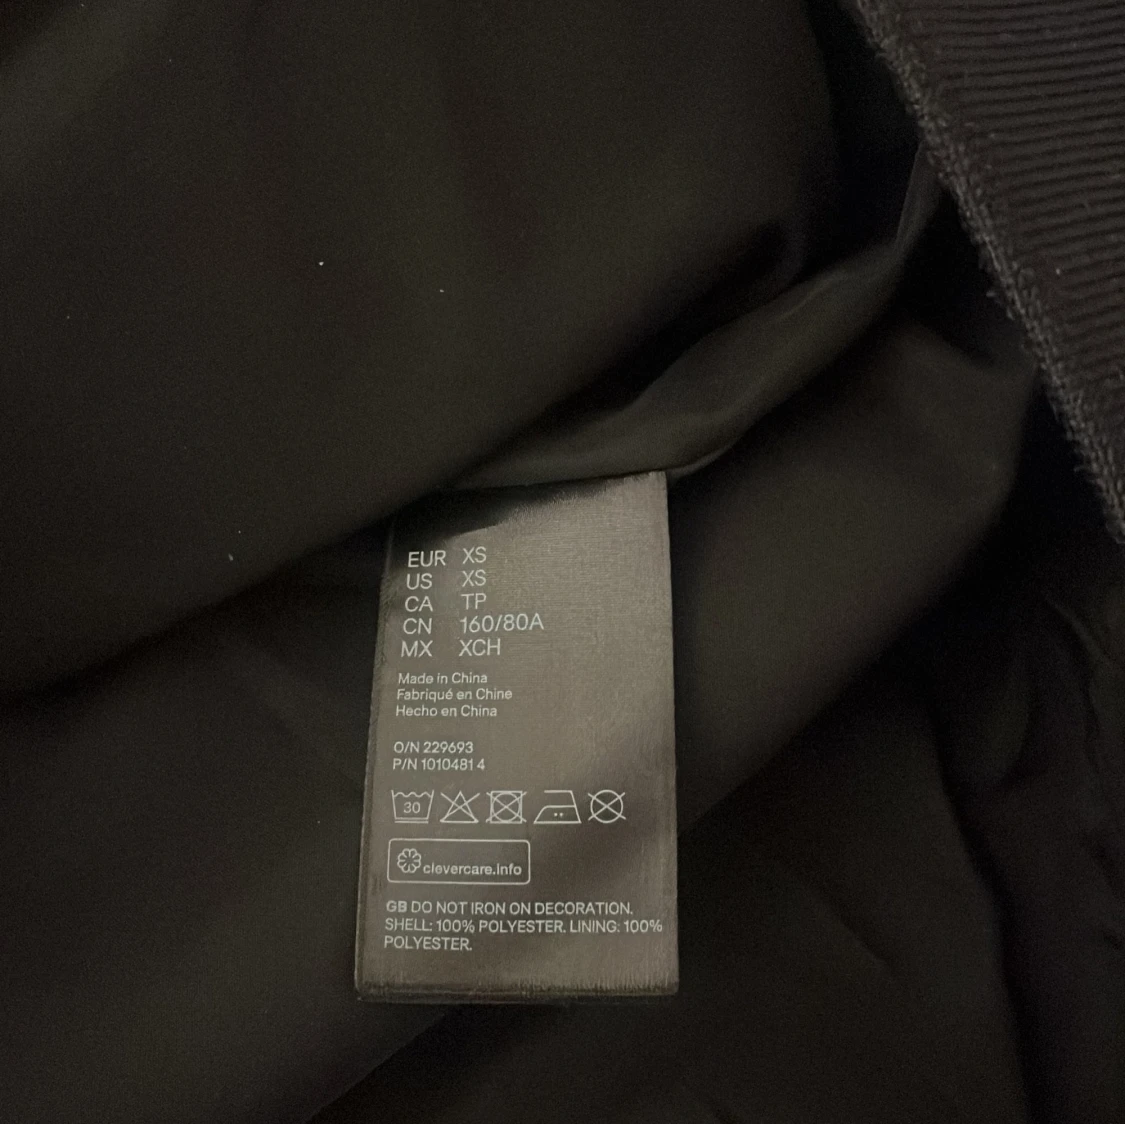 EUR XS
US XS
CA TP
CN 160/80A
MX XCH
Made in China
Fabriqué en Chine
Hecho en China
O/N 229693
P/N 1010481 4
30
clevercare.info
GB DO NOT IRON ON DECORATION.
SHELL: 100% POLYESTER. LINING: 100%
POLYESTER.